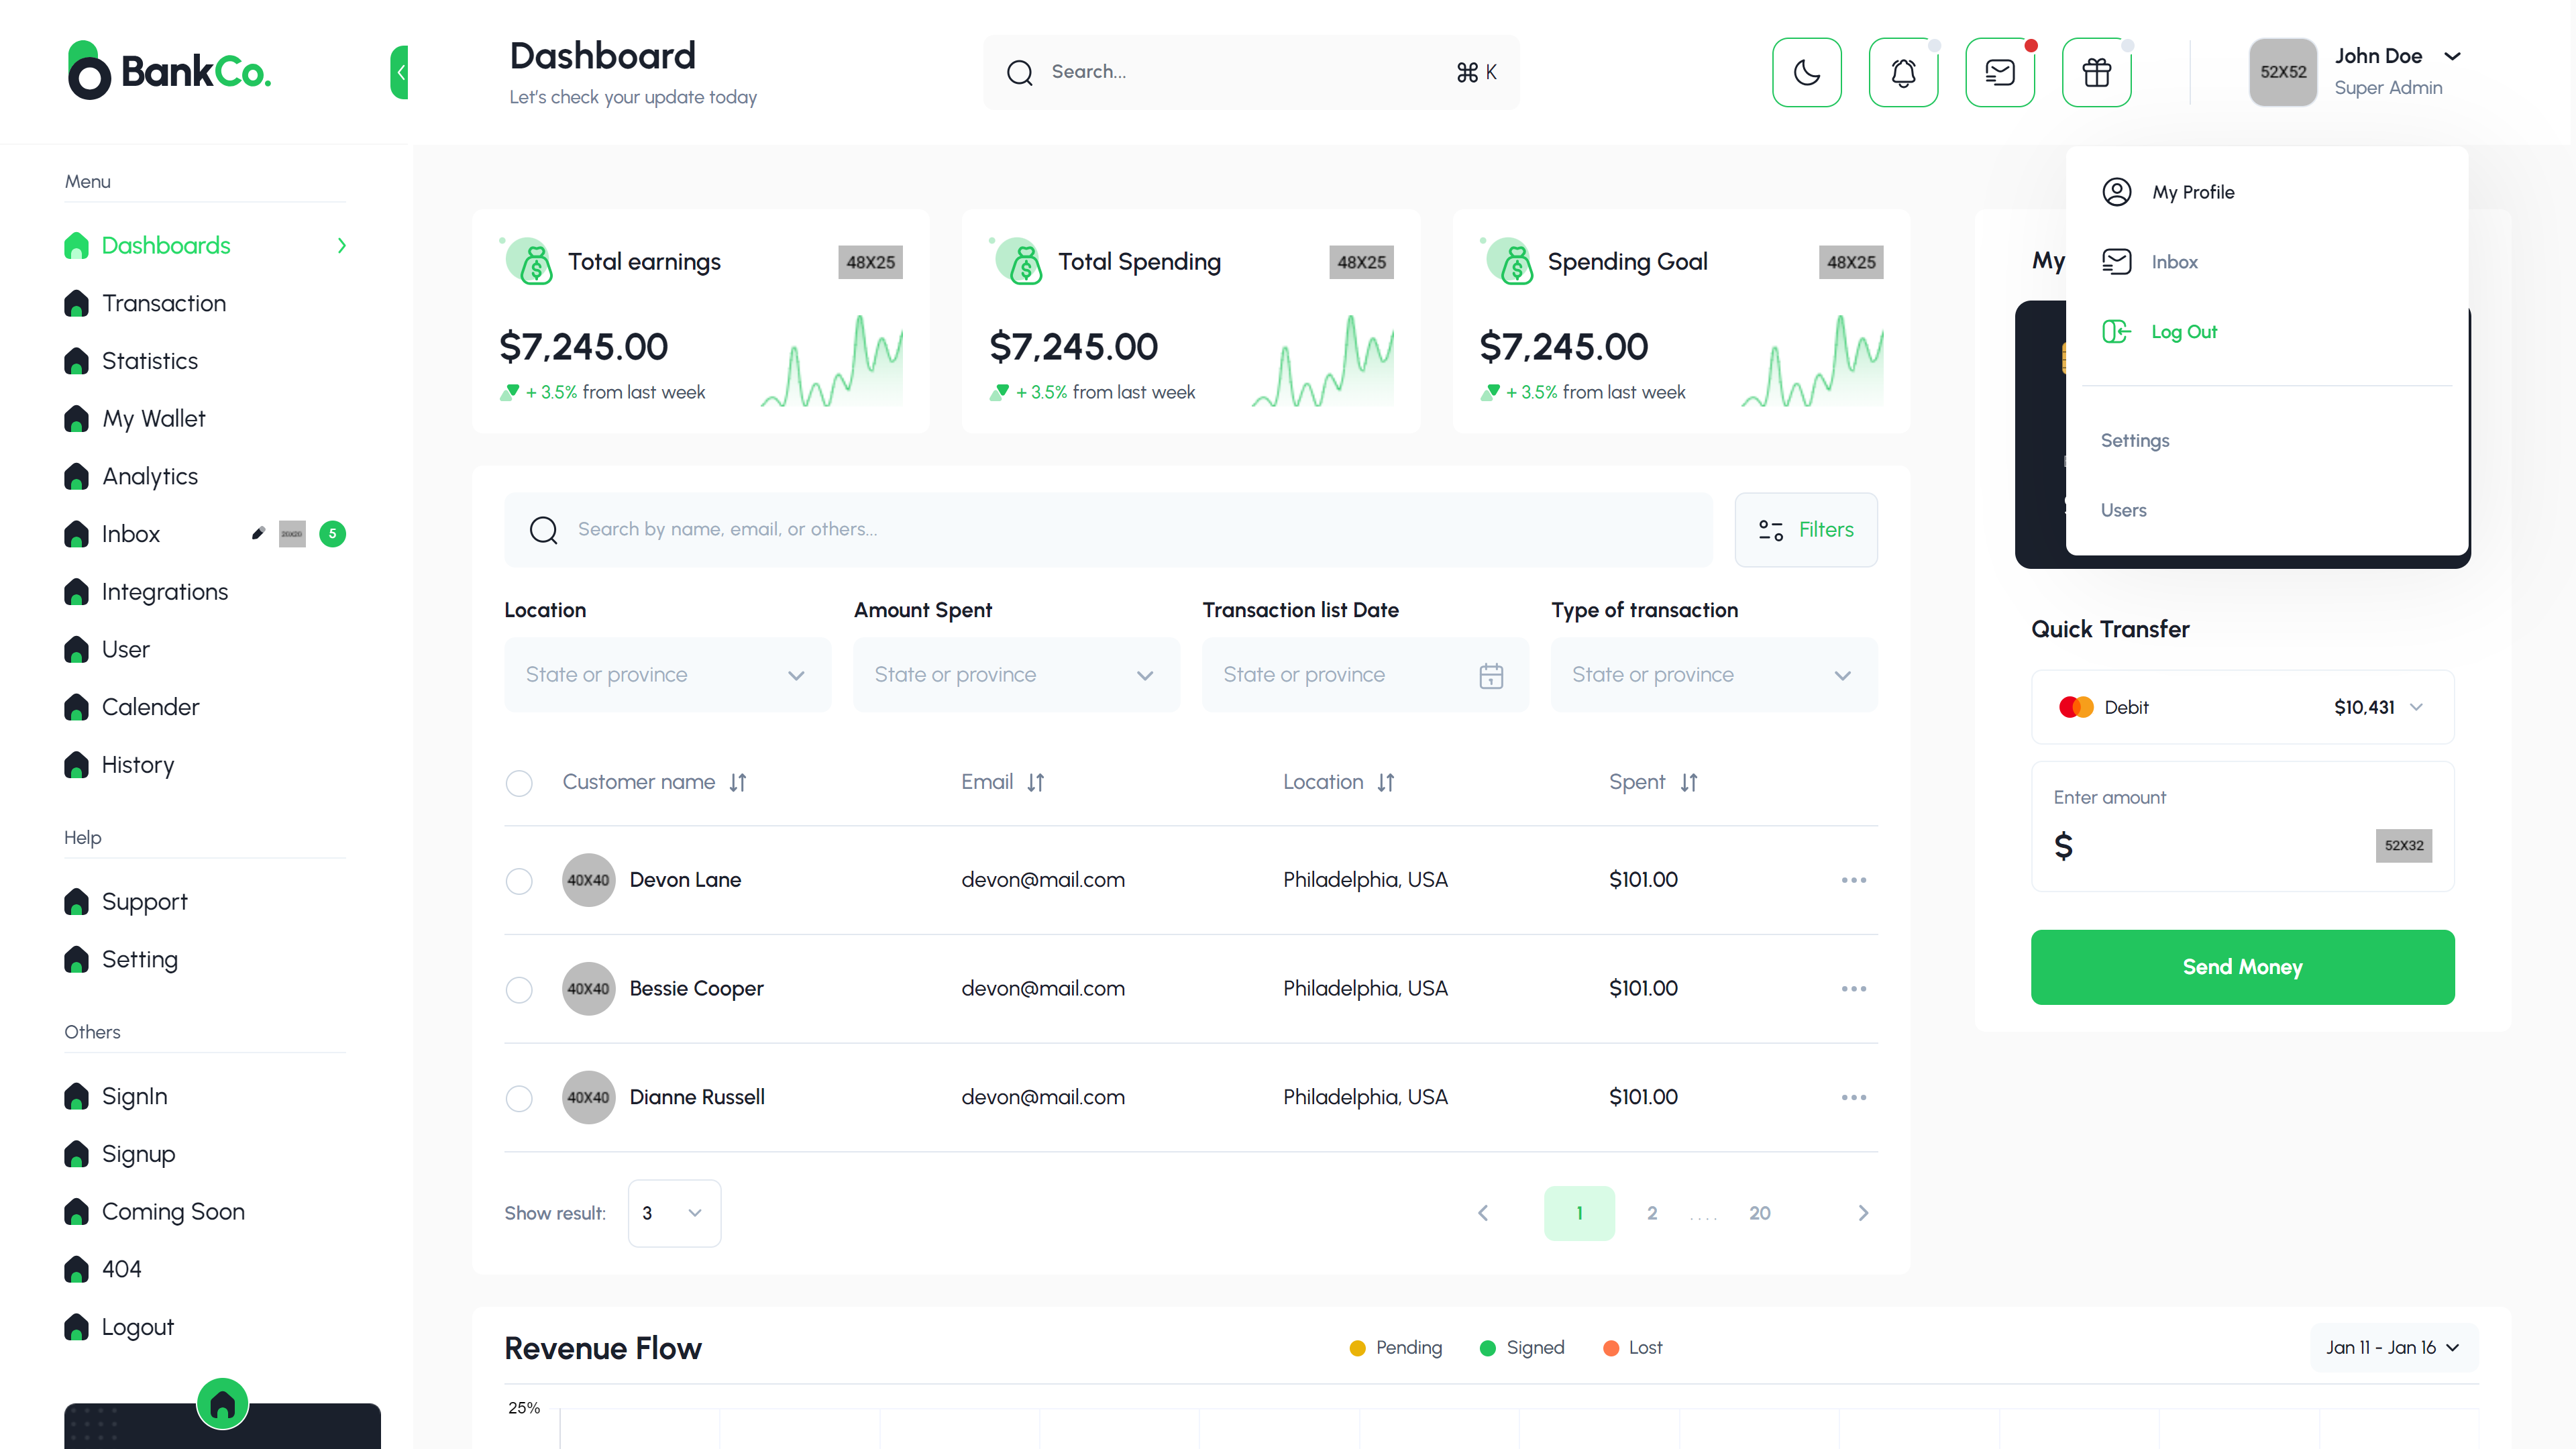 BankCo.
Dashboard
Let's check your update today
Search...
⌘ K
52X52
John Doe
Super Admin
Menu
Dashboards
Transaction
Statistics
My Wallet
Analytics
Inbox
20X20
5
Integrations
User
Calender
History
Help
Support
Setting
Others
SignIn
Signup
Coming Soon
404
Logout
Total earnings
48X25
$7,245.00
+ 3.5% from last week
Total Spending
48X25
$7,245.00
+ 3.5% from last week
Spending Goal
48X25
$7,245.00
+ 3.5% from last week
Search by name, email, or others...
Filters
Location
Amount Spent
Transaction list Date
Type of transaction
State or province
State or province
State or province
State or province
Customer name
Email
Location
Spent
40X40
Devon Lane
devon@mail.com
Philadelphia, USA
$101.00
40X40
Bessie Cooper
devon@mail.com
Philadelphia, USA
$101.00
40X40
Dianne Russell
devon@mail.com
Philadelphia, USA
$101.00
Show result:
3
1
2
....
20
My
My Profile
Inbox
Log Out
Settings
Users
Quick Transfer
Debit
$10,431
Enter amount
$
52X32
Send Money
Revenue Flow
Pending
Signed
Lost
Jan 11 - Jan 16
25%